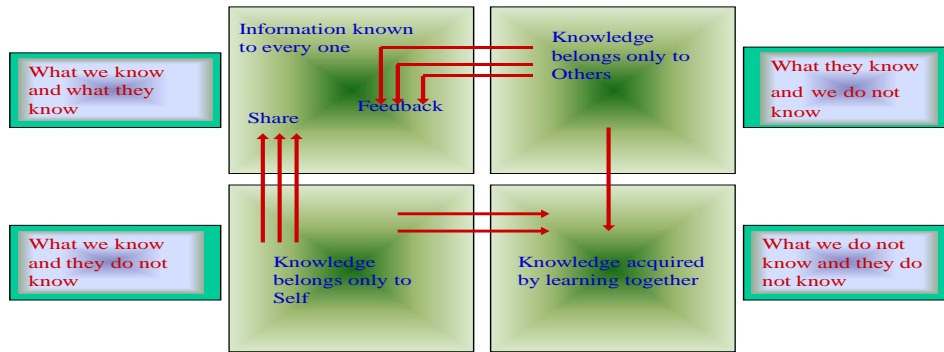 Information known
to every one
Feedback
Share
Knowledge
belongs only to
Others
What we know
and what they
know
What they know
and we do not
know
What we know
and they do not
know
Knowledge
belongs only to
Self
Knowledge acquired
by learning together
What we do not
know and they do
not know